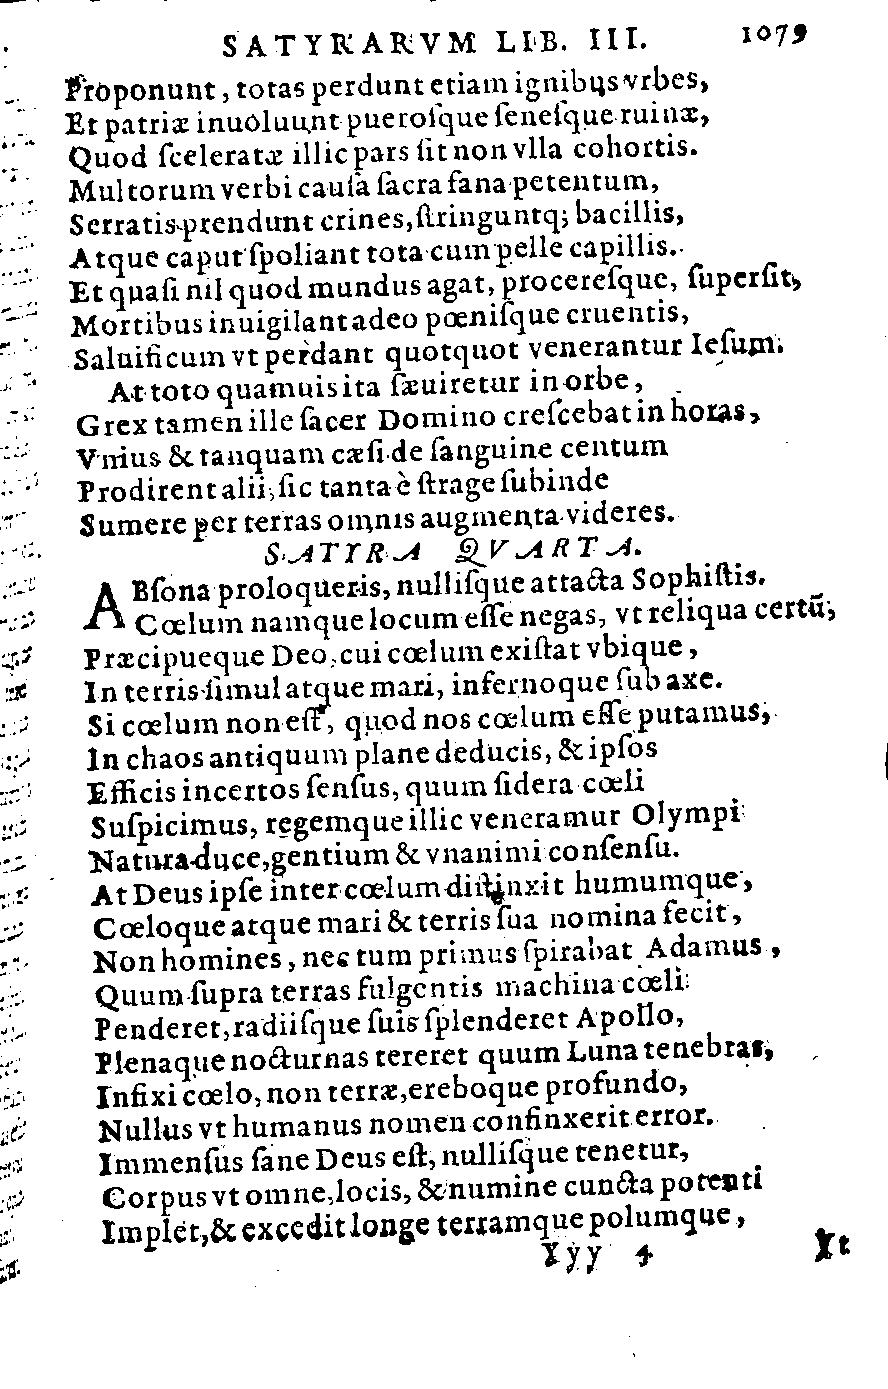 SATYRARVM LIB. III. 1079
Proponunt, totas perdunt etiam ignibus vrbes,
Et patriæ inuoluunt pueroſque ſeneſque ruinæ,
Quod ſceleratæ illic pars ſit non vlla cohortis.
Multorum verbi cauſa ſacra fana petentum,
Serratis prendunt crines, ſtringuntq; bacillis,
Atque caput ſpoliant tota cum pelle capillis.
Et quaſi nil quod mundus agat, procereſque, ſuperſit,
Mortibus inuigilant adeo pœniſque cruentis,
Saluificum vt perdant quotquot venerantur Ieſum.
At toto quamuis ita ſæuiretur in orbe,
Grex tamen ille ſacer Domino creſcebat in horas,
Vnius & tanquam cæſi de ſanguine centum
Prodirent alii, ſic tanta è ſtrage ſubinde
Sumere per terras omnis augmenta videres.
SATYRA QVARTA.
ABſona proloqueris, nulliſque attacta Sophiſtis.
Cœlum namque locum eſſe negas, vt reliqua certū,
Præcipueque Deo, cui cœlum exiſtat vbique,
In terris ſimul atque mari, infernoque ſub axe.
Si cœlum non eſt, quod nos cœlum eſſe putamus,
In chaos antiquum plane deducis, & ipſos
Efficis incertos ſenſus, quum ſidera cœli
Suſpicimus, regemque illic veneramur Olympi
Natura duce, gentium & vnanimi conſenſu.
At Deus ipſe inter cœlum diſtinxit humumque,
Cœloque atque mari & terris ſua nomina fecit,
Non homines, nec tum primus ſpirabat Adamus,
Quum ſupra terras fulgentis machina cœli
Penderet, radiiſque ſuis ſplenderet Apollo,
Plenaque nocturnas tereret quum Luna tenebras,
Infixi cœlo, non terræ, ereboque profundo,
Nullus vt humanus nomen confinxerit error.
Immenſus ſane Deus eſt, nulliſque tenetur,
Corpus vt omne, locis, & numine cuncta potenti
Implet, & excedit longe terramque polumque,
Yyy 4 Xt